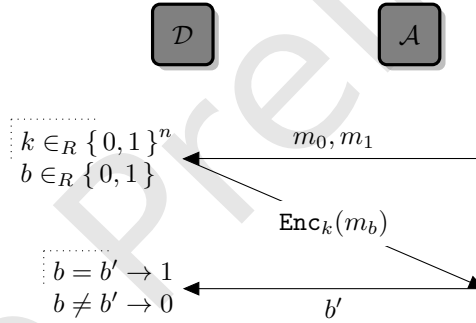 𝒟 𝒜
k ∈_R { 0, 1 }^n
b ∈_R { 0, 1 }
m_0, m_1
Enc_k(m_b)
b = b′ → 1
b ≠ b′ → 0
b′